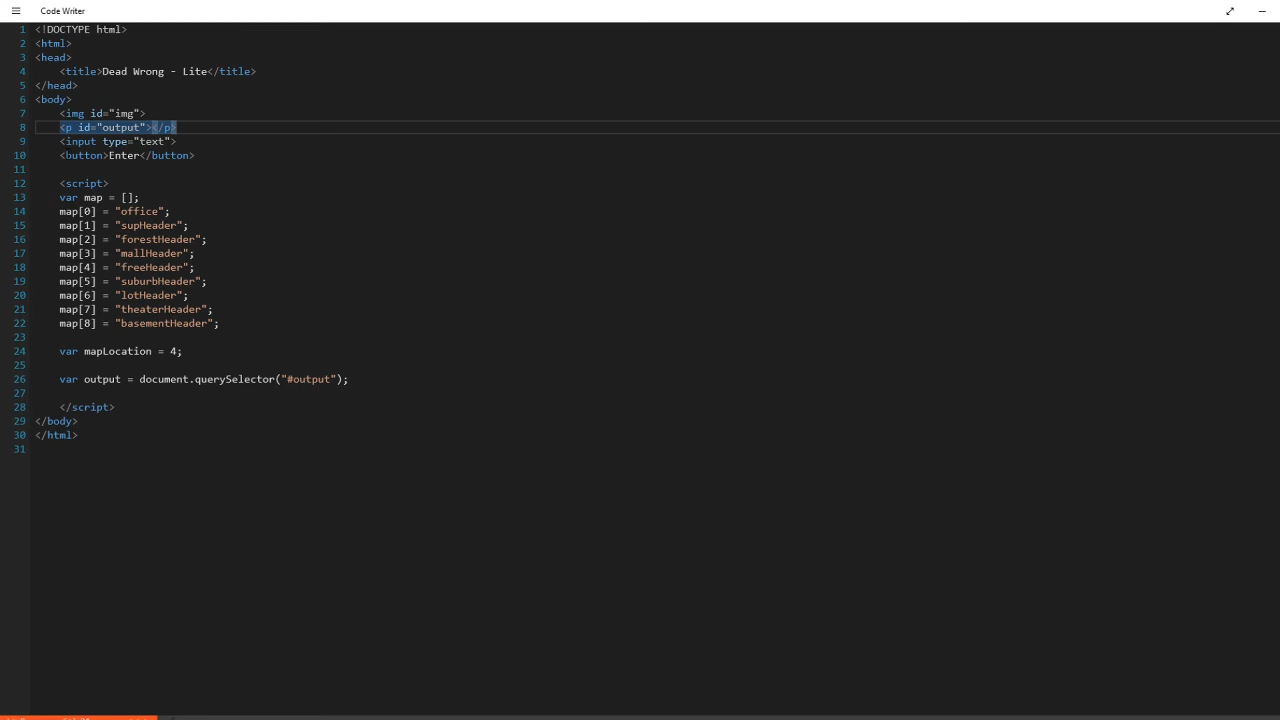 Code Writer
1 <!DOCTYPE html>
2 <html>
3 <head>
4 <title>Dead Wrong - Lite</title>
5 </head>
6 <body>
7 <img id="img">
8 <p id="output"></p>
9 <input type="text">
10 <button>Enter</button>
11
12 <script>
13 var map = [];
14 map[0] = "office";
15 map[1] = "supHeader";
16 map[2] = "forestHeader";
17 map[3] = "mallHeader";
18 map[4] = "freeHeader";
19 map[5] = "suburbHeader";
20 map[6] = "lotHeader";
21 map[7] = "theaterHeader";
22 map[8] = "basementHeader";
23
24 var mapLocation = 4;
25
26 var output = document.querySelector("#output");
27
28 </script>
29 </body>
30 </html>
31